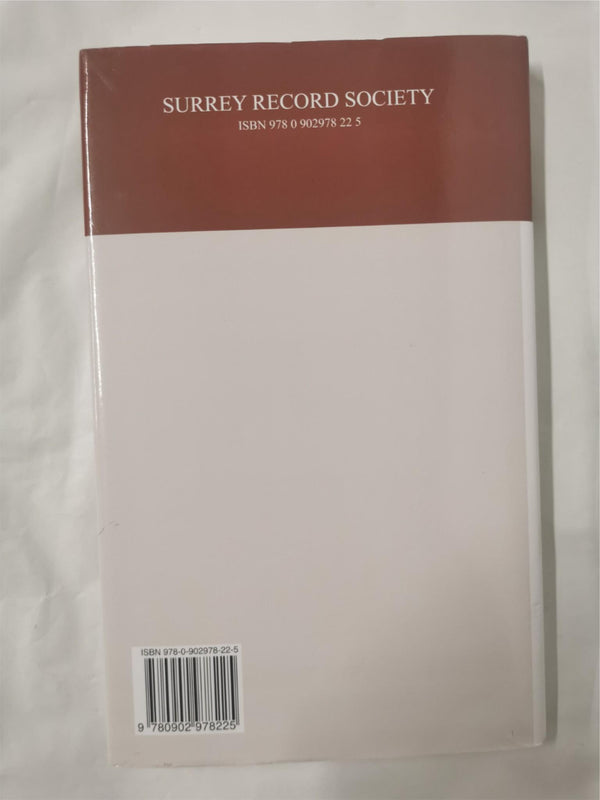 SURREY RECORD SOCIETY
ISBN 978 0 902978 22 5
ISBN 978-0-902978-22-5
9 780902 978225